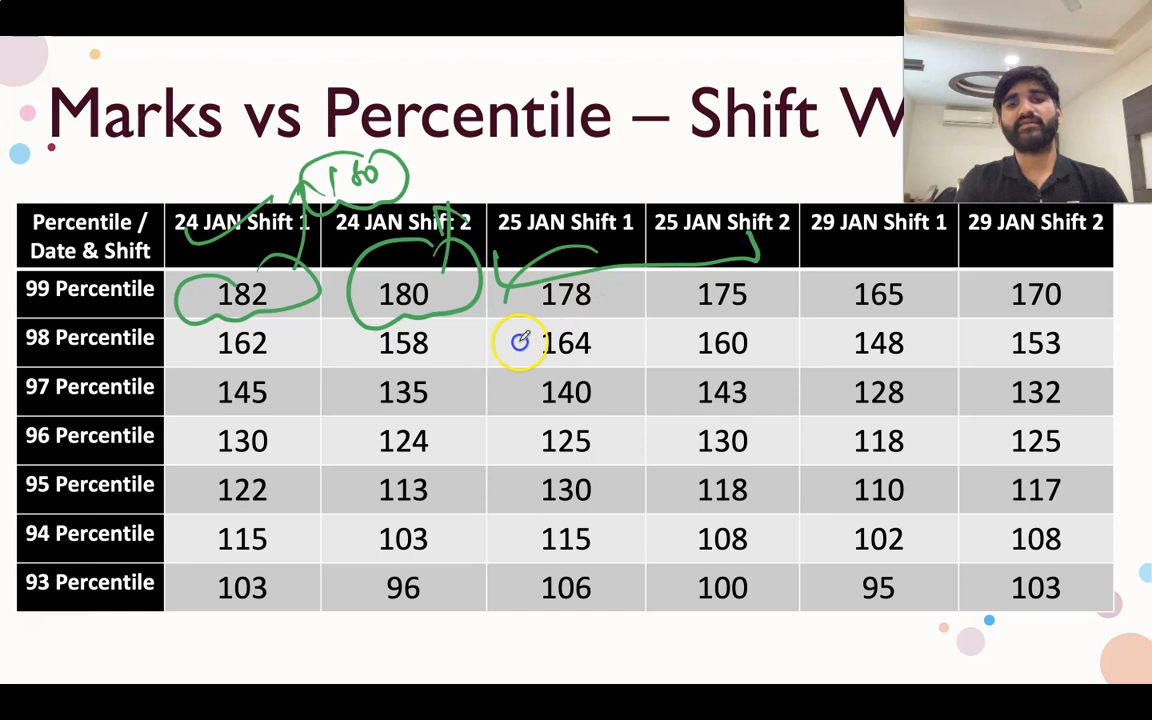 Marks vs Percentile – Shift W
180
Percentile / 24 JAN Shift 1 24 JAN Shift 2 25 JAN Shift 1 25 JAN Shift 2 29 JAN Shift 1 29 JAN Shift 2
Date & Shift
99 Percentile 182 180 178 175 165 170
98 Percentile 162 158 164 160 148 153
97 Percentile 145 135 140 143 128 132
96 Percentile 130 124 125 130 118 125
95 Percentile 122 113 130 118 110 117
94 Percentile 115 103 115 108 102 108
93 Percentile 103 96 106 100 95 103